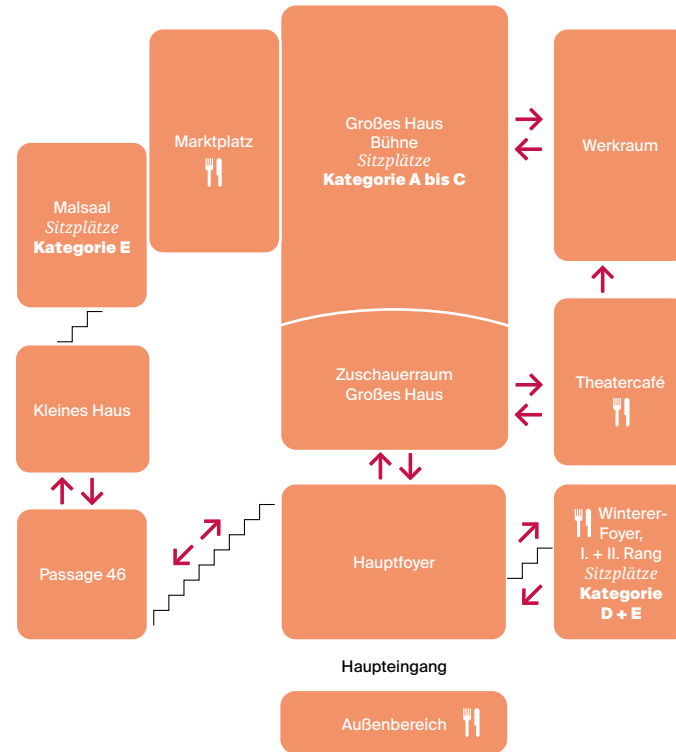 Großes Haus
Bühne
Sitzplätze
Kategorie A bis C
Marktplatz
Werkraum
Malsaal
Sitzplätze
Kategorie E
Kleines Haus
Zuschauerraum
Großes Haus
Theatercafé
Passage 46
Hauptfoyer
Winterer-
Foyer,
I. + II. Rang
Sitzplätze
Kategorie
D + E
Haupteingang
Außenbereich